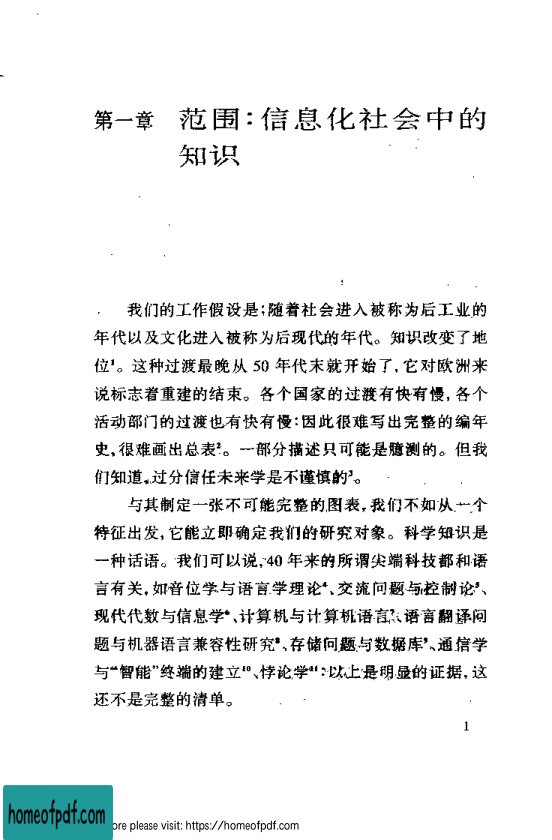 第一章 范围:信息化社会中的
知识
我们的工作假设是:随着社会进入被称为后工业的
年代以及文化进入被称为后现代的年代。知识改变了地
位¹。这种过渡最晚从 50 年代末就开始了,它对欧洲来
说标志着重建的结束。各个国家的过渡有快有慢,各个
活动部门的过渡也有快有慢:因此很难写出完整的编年
史,很难画出总表²。一部分描述只可能是臆测的。但我
们知道,过分信任未来学是不谨慎的³。
与其制定一张不可能完整的图表,我们不如从一个
特征出发,它能立即确定我们的研究对象。科学知识是
一种话语。我们可以说,40 年来的所谓尖端科技都和语
言有关,如音位学与语言学理论⁴、交流问题与控制论⁵、
现代代数与信息学⁶、计算机与计算机语言⁷、语言翻译问
题与机器语言兼容性研究⁸、存储问题与数据库⁹、通信学
与“智能”终端的建立¹⁰、悖论学¹¹:以上是明显的证据,这
还不是完整的清单。
1
homeofpdf.com
ore please visit: https://homeofpdf.com